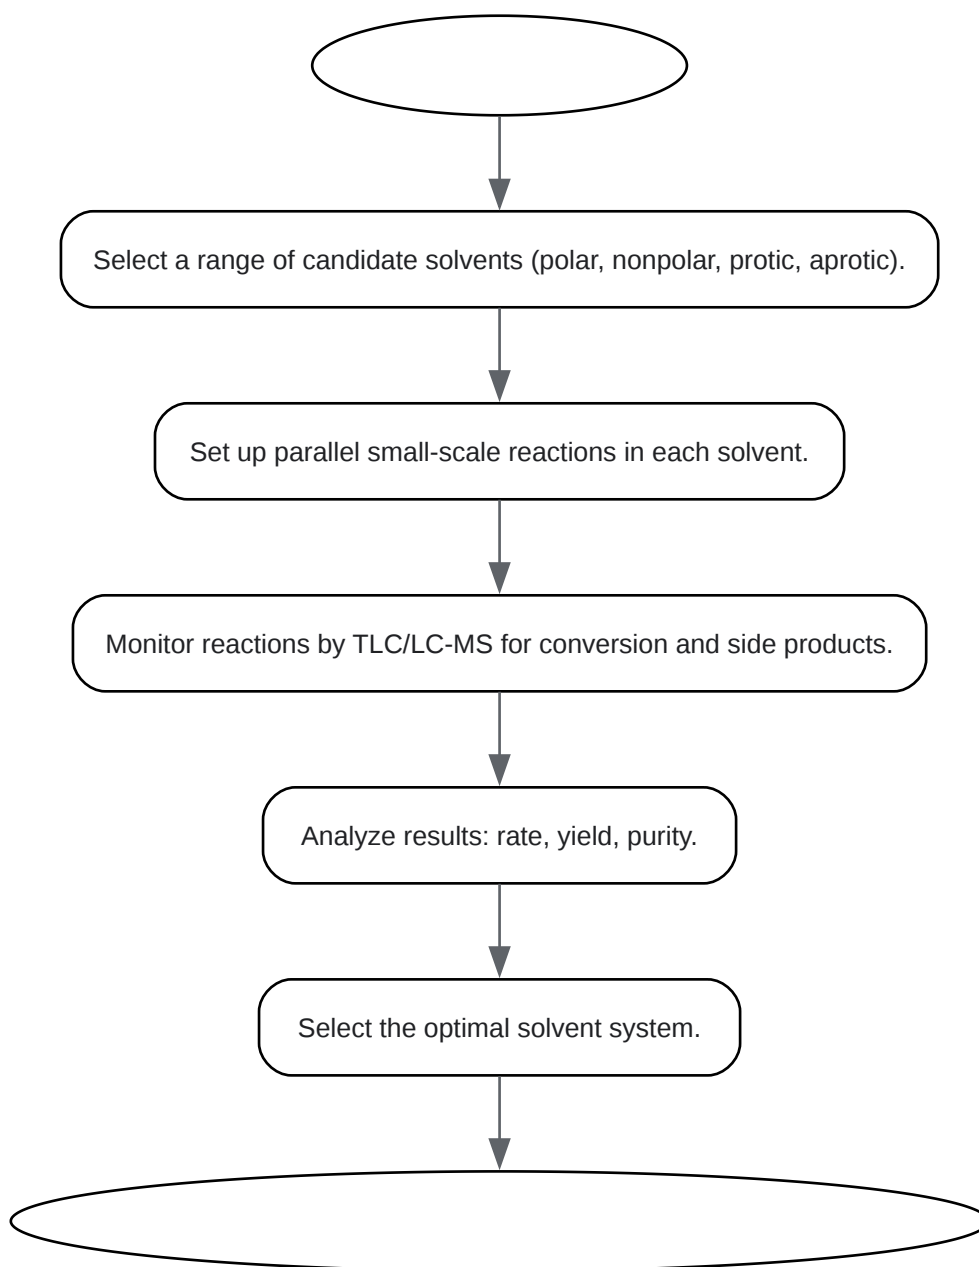 Select a range of candidate solvents (polar, nonpolar, protic, aprotic).
Set up parallel small-scale reactions in each solvent.
Monitor reactions by TLC/LC-MS for conversion and side products.
Analyze results: rate, yield, purity.
Select the optimal solvent system.